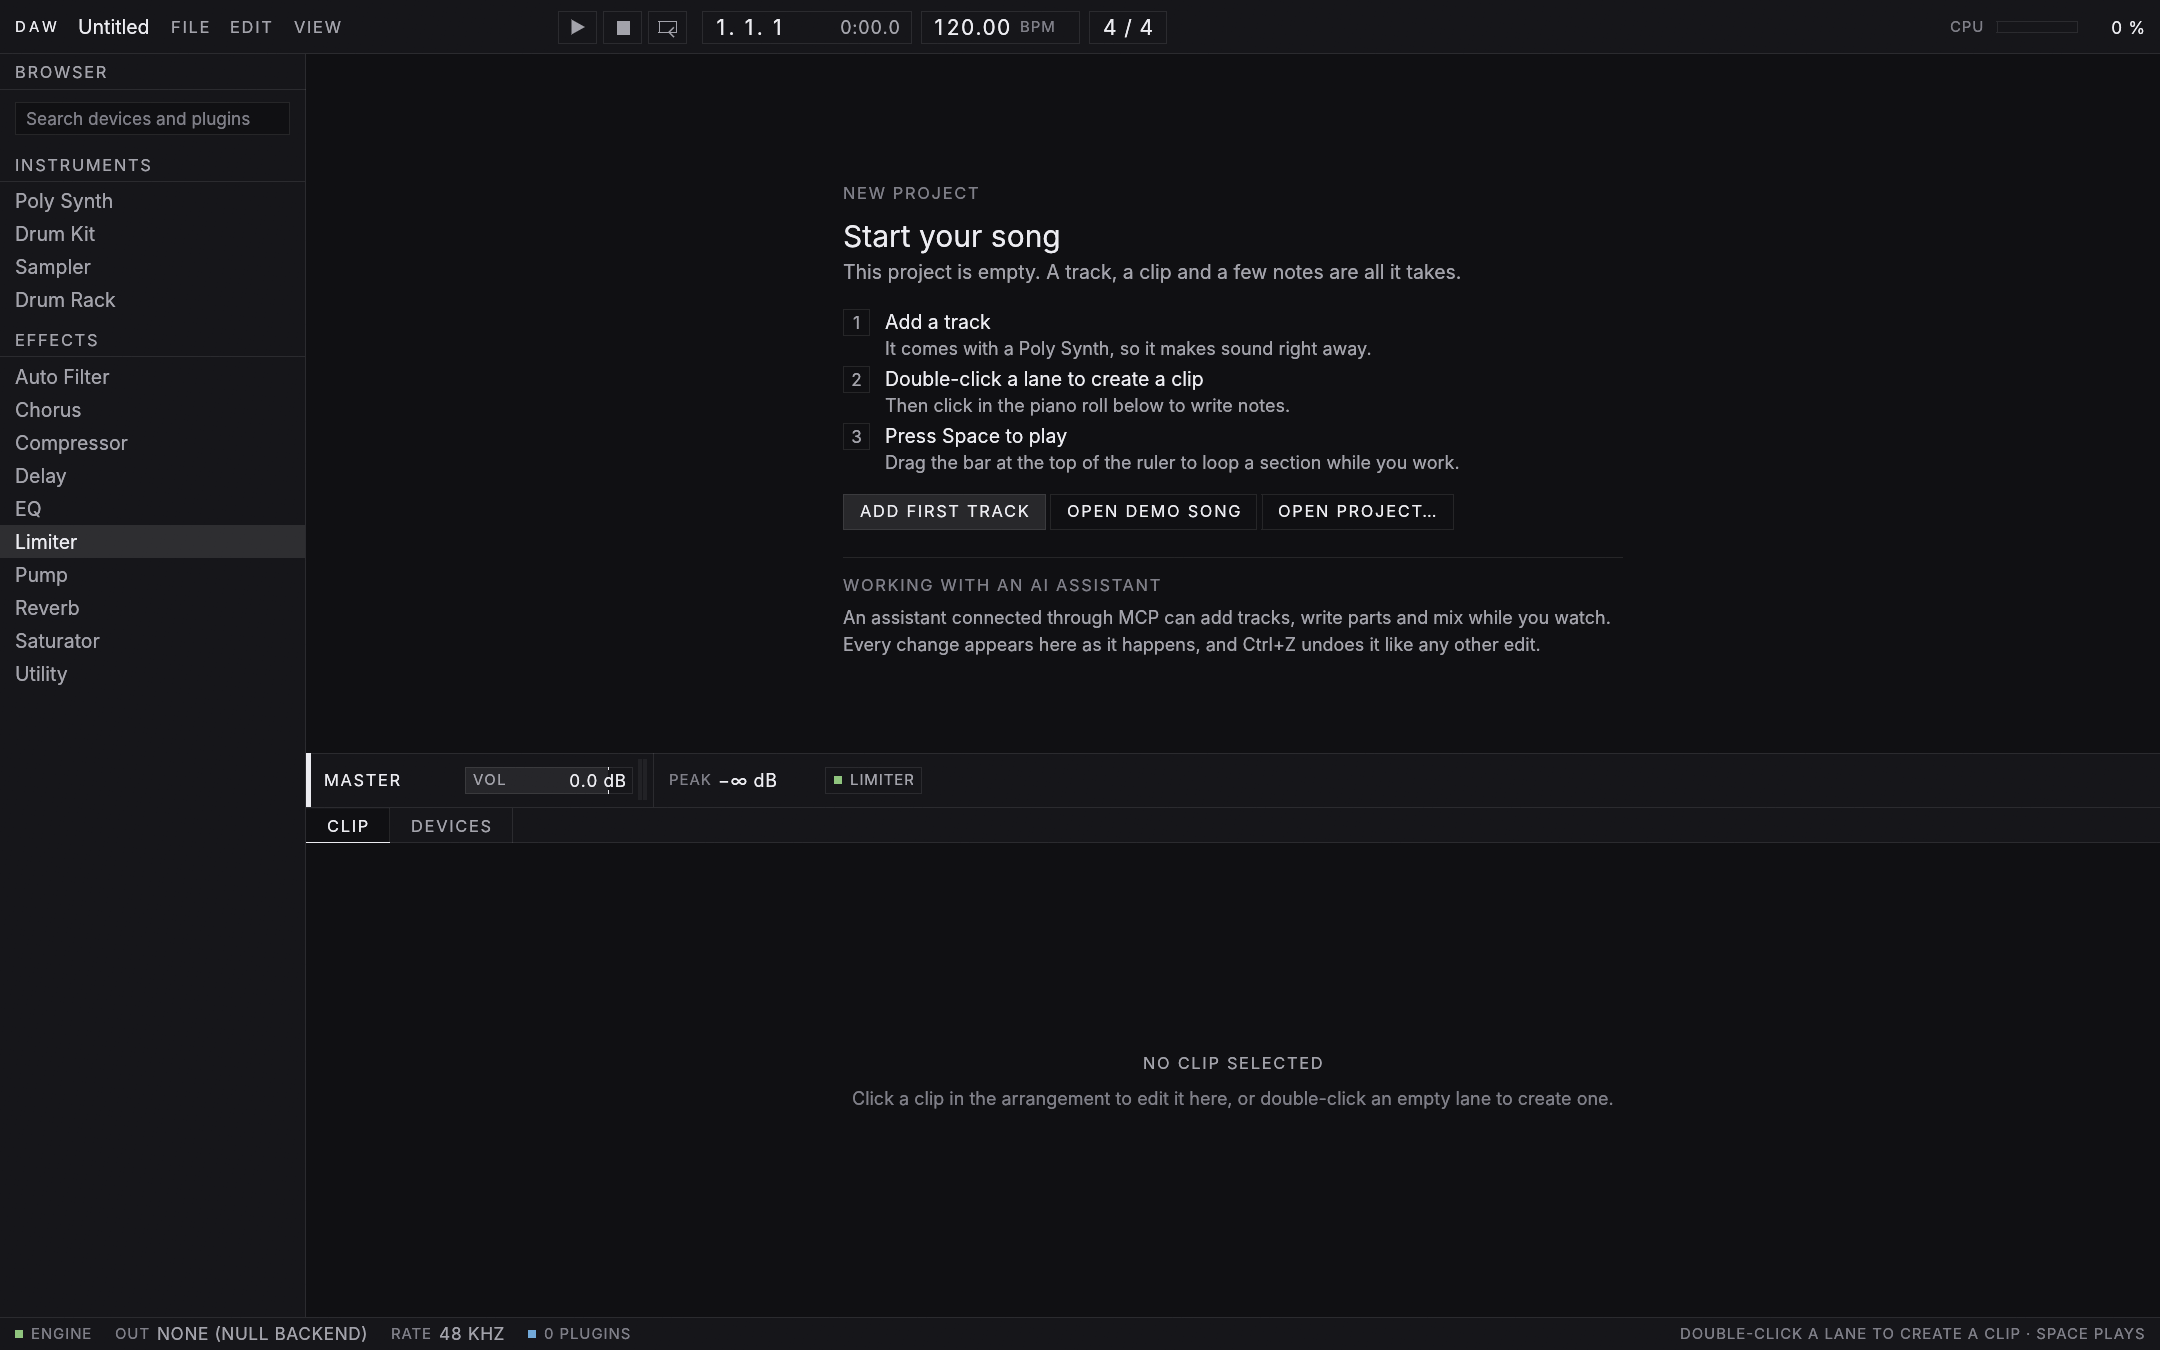 DAW Untitled FILE EDIT VIEW 1. 1. 1 0:00.0 120.00 BPM 4 / 4 CPU 0 %
BROWSER
Search devices and plugins
INSTRUMENTS
Poly Synth
Drum Kit
Sampler
Drum Rack
EFFECTS
Auto Filter
Chorus
Compressor
Delay
EQ
Limiter
Pump
Reverb
Saturator
Utility
NEW PROJECT
Start your song
This project is empty. A track, a clip and a few notes are all it takes.
1 Add a track
It comes with a Poly Synth, so it makes sound right away.
2 Double-click a lane to create a clip
Then click in the piano roll below to write notes.
3 Press Space to play
Drag the bar at the top of the ruler to loop a section while you work.
ADD FIRST TRACK OPEN DEMO SONG OPEN PROJECT...
WORKING WITH AN AI ASSISTANT
An assistant connected through MCP can add tracks, write parts and mix while you watch.
Every change appears here as it happens, and Ctrl+Z undoes it like any other edit.
MASTER VOL 0.0 dB PEAK −∞ dB LIMITER
CLIP DEVICES
NO CLIP SELECTED
Click a clip in the arrangement to edit it here, or double-click an empty lane to create one.
ENGINE OUT NONE (NULL BACKEND) RATE 48 KHZ 0 PLUGINS DOUBLE-CLICK A LANE TO CREATE A CLIP · SPACE PLAYS